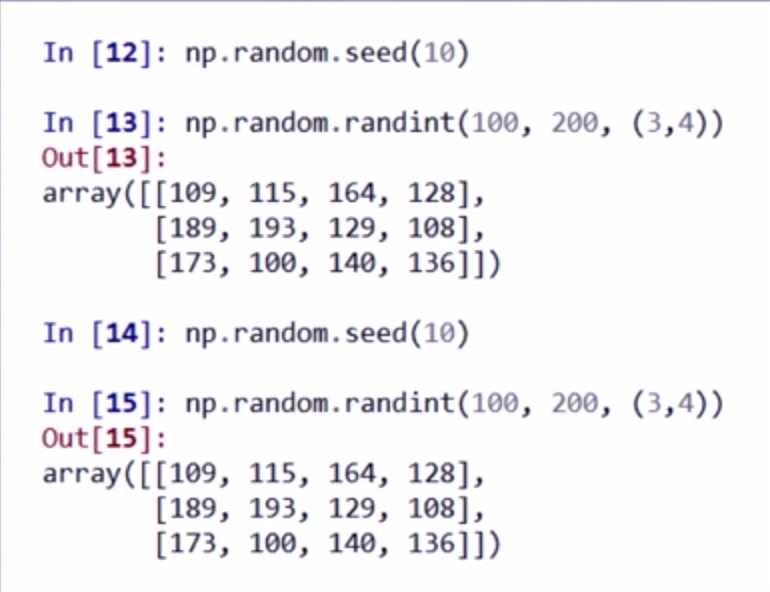 In [12]: np.random.seed(10)
In [13]: np.random.randint(100, 200, (3,4))
Out[13]:
array([[109, 115, 164, 128],
       [189, 193, 129, 108],
       [173, 100, 140, 136]])
In [14]: np.random.seed(10)
In [15]: np.random.randint(100, 200, (3,4))
Out[15]:
array([[109, 115, 164, 128],
       [189, 193, 129, 108],
       [173, 100, 140, 136]])